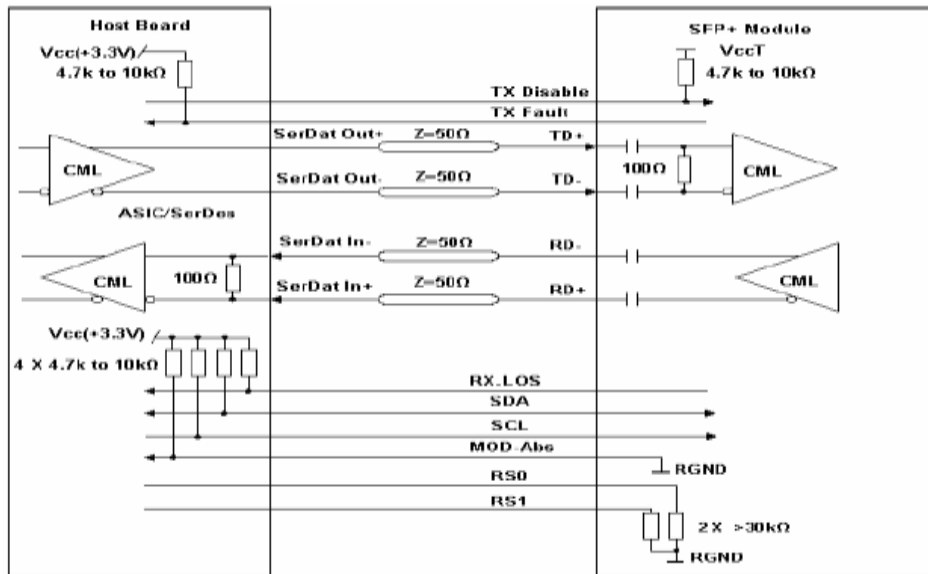 Host Board
SFP+ Module
Vcc(+3.3V)
4.7k to 10kΩ
VccT
4.7k to 10kΩ
TX Disable
TX Fault
SerDat Out+
Z=50Ω
TD+
CML
100Ω
CML
SerDat Out-
Z=50Ω
TD-
ASIC/SerDes
SerDat In-
Z=50Ω
RD-
100Ω
CML
CML
SerDat In+
Z=50Ω
RD+
Vcc(+3.3V)
4 X 4.7k to 10kΩ
RX-LOS
SDA
SCL
MOD-Abs
RGND
RS0
RS1
2X >30kΩ
RGND